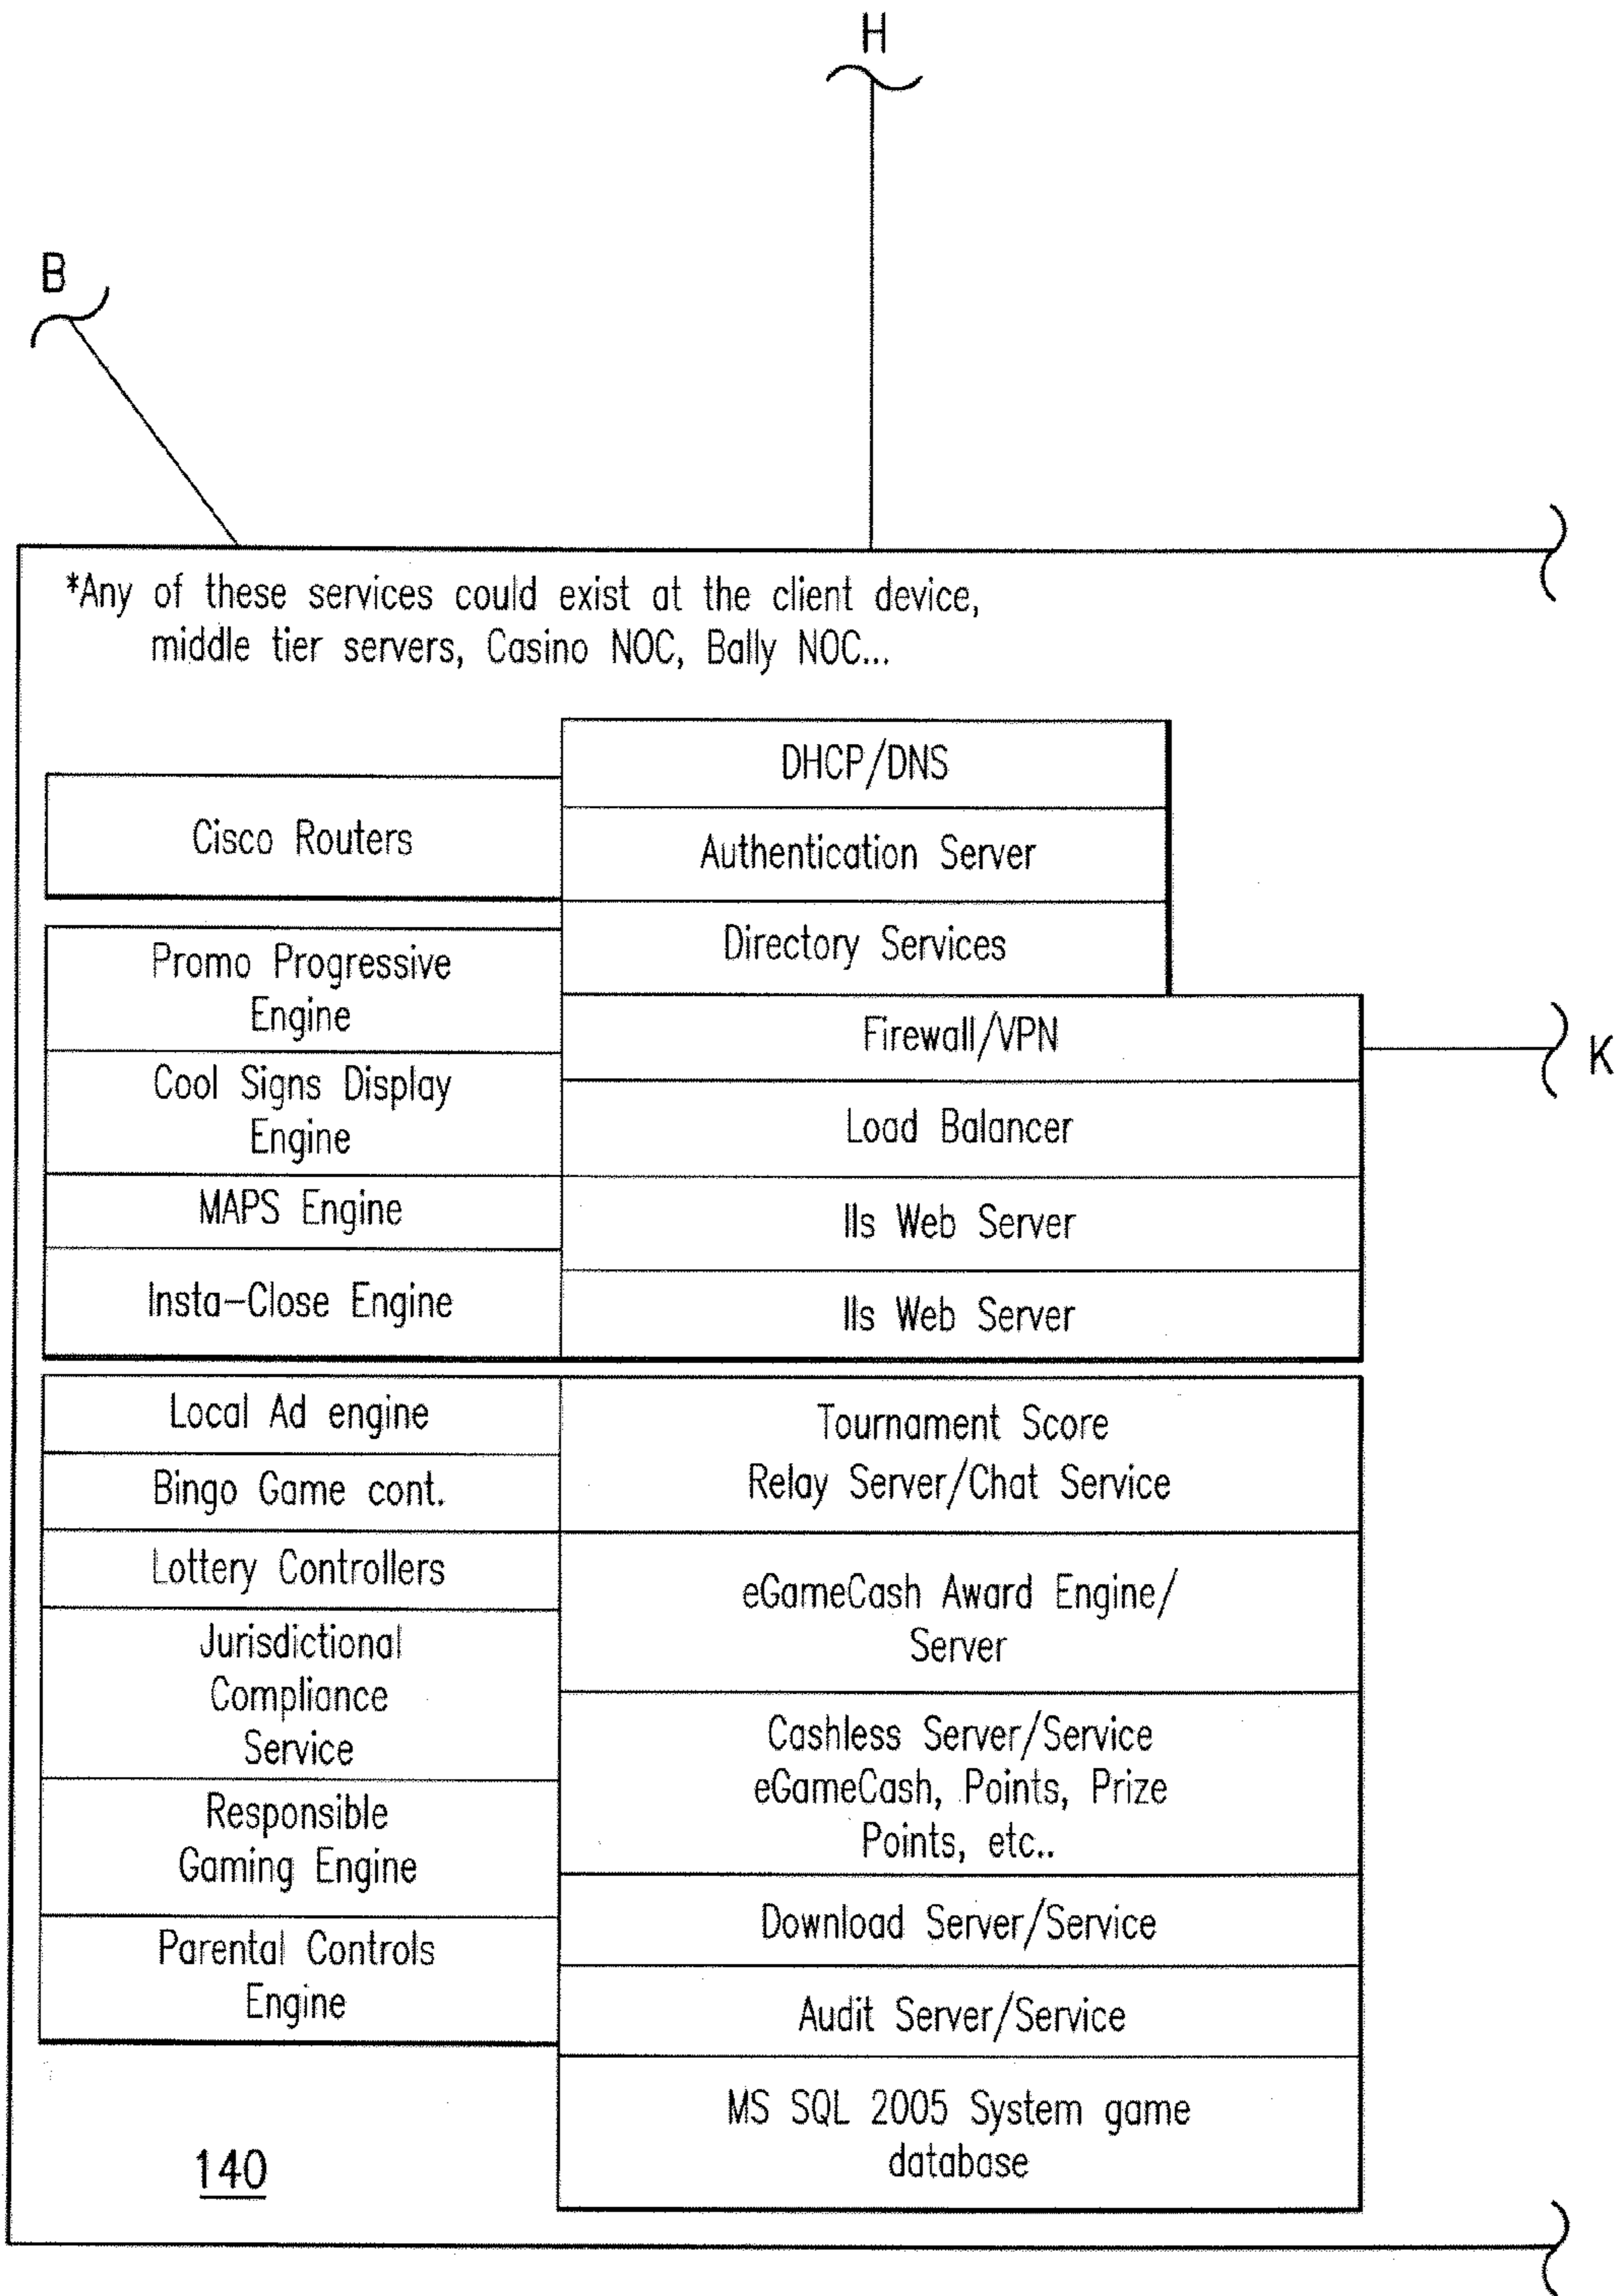 H
B
*Any of these services could exist at the client device,
middle tier servers, Casino NOC, Bally NOC...
DHCP/DNS
Cisco Routers
Authentication Server
Directory Services
Promo Progressive
Engine
Firewall/VPN
K
Cool Signs Display
Engine
Load Balancer
MAPS Engine
IIs Web Server
Insta-Close Engine
IIs Web Server
Local Ad engine
Bingo Game cont.
Lottery Controllers
Jurisdictional
Compliance
Service
Responsible
Gaming Engine
Parental Controls
Engine
Tournament Score
Relay Server/Chat Service
eGameCash Award Engine/
Server
Cashless Server/Service
eGameCash, Points, Prize
Points, etc..
Download Server/Service
Audit Server/Service
MS SQL 2005 System game
database
140